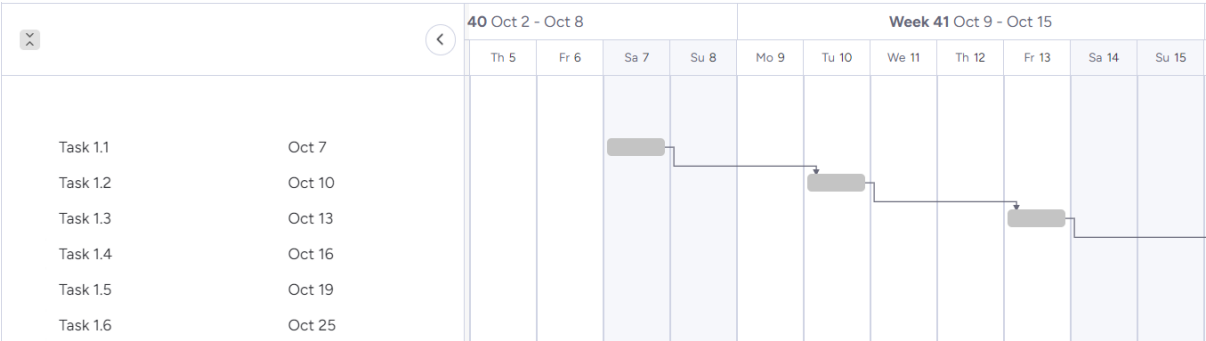 40 Oct 2 - Oct 8 Week 41 Oct 9 - Oct 15
Th 5 Fr 6 Sa 7 Su 8 Mo 9 Tu 10 We 11 Th 12 Fr 13 Sa 14 Su 15
Task 1.1 Oct 7
Task 1.2 Oct 10
Task 1.3 Oct 13
Task 1.4 Oct 16
Task 1.5 Oct 19
Task 1.6 Oct 25